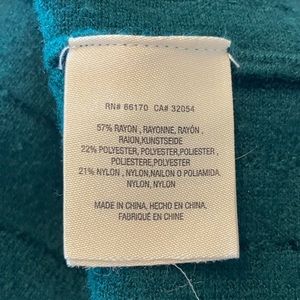 RN# 66170 CA# 32054
57% RAYON , RAYONNE, RAYÓN ,
RAION,KUNSTSEIDE
22% POLYESTER, POLYESTER,POLIESTER ,
POLIESTERE,POLYESTER
21% NYLON , NYLON,NAILON O POLIAMIDA,
NYLON, NYLON
MADE IN CHINA, HECHO EN CHINA,
FABRIQUÉ EN CHINE